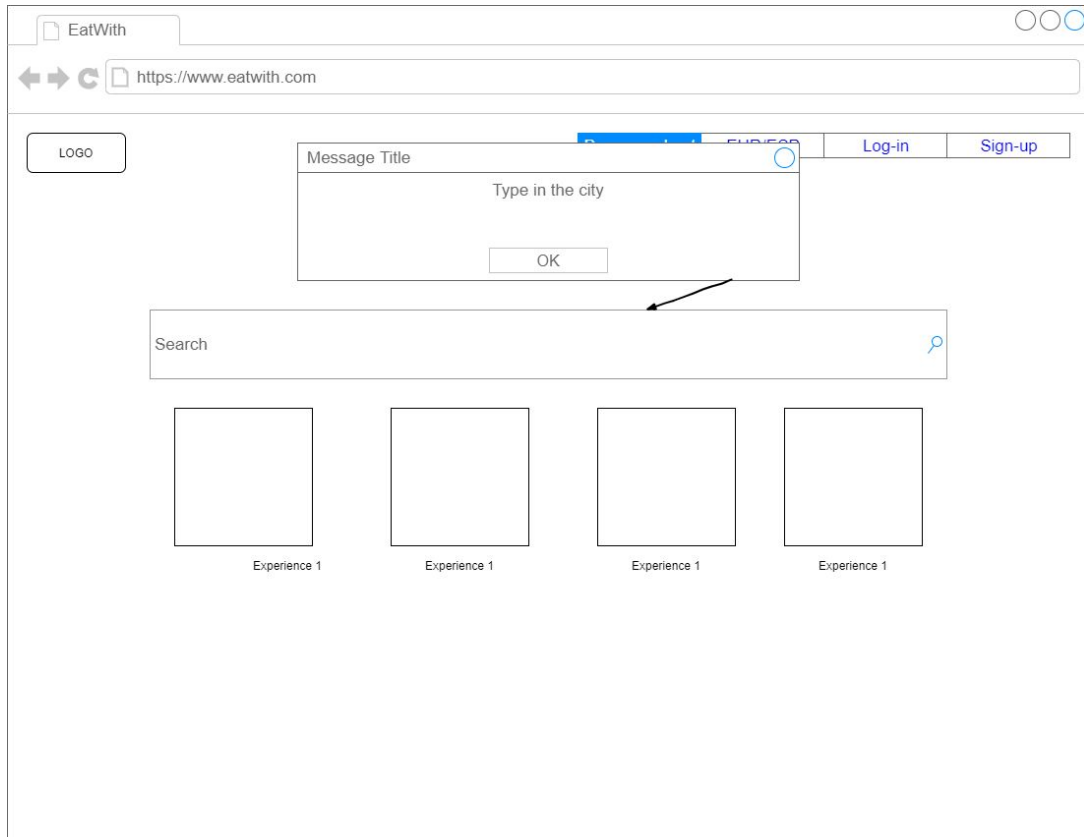 EatWith
https://www.eatwith.com
LOGO
Log-in
Sign-up
Message Title
Type in the city
OK
Search
Experience 1
Experience 1
Experience 1
Experience 1